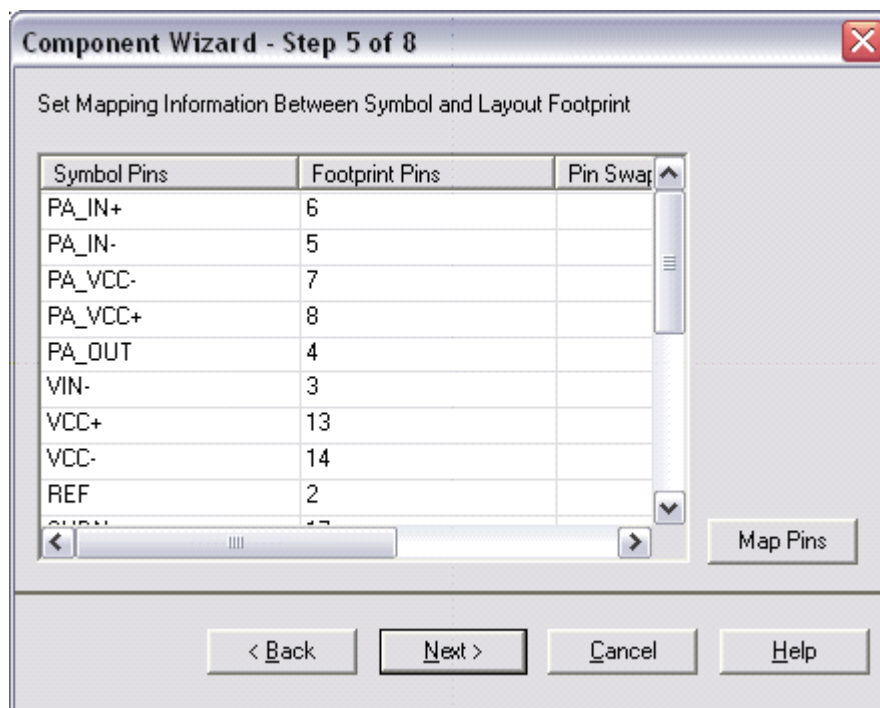 Component Wizard - Step 5 of 8
Set Mapping Information Between Symbol and Layout Footprint
Symbol Pins Footprint Pins Pin Swap
PA_IN+ 6
PA_IN- 5
PA_VCC- 7
PA_VCC+ 8
PA_OUT 4
VIN- 3
VCC+ 13
VCC- 14
REF 2
Map Pins
< Back Next > Cancel Help